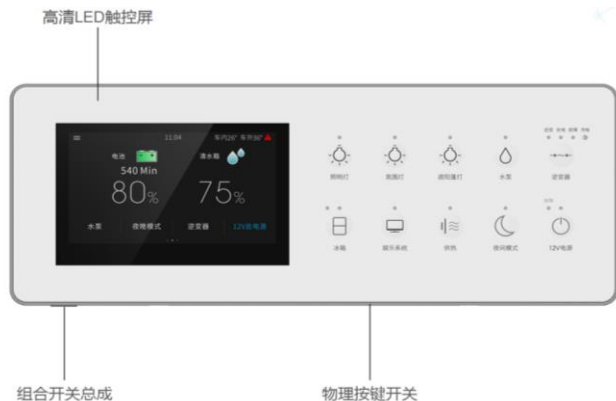 高清LED触控屏
11:04
车内26° 车外86°
电池
清水箱
540 Min
80%
75%
水泵
夜晚模式
逆变器
12V总电源
照明灯
氛围灯
遮阳篷灯
水泵
逆变器
冰箱
娱乐系统
供热
夜间模式
12V电源
组合开关总成
物理按键开关